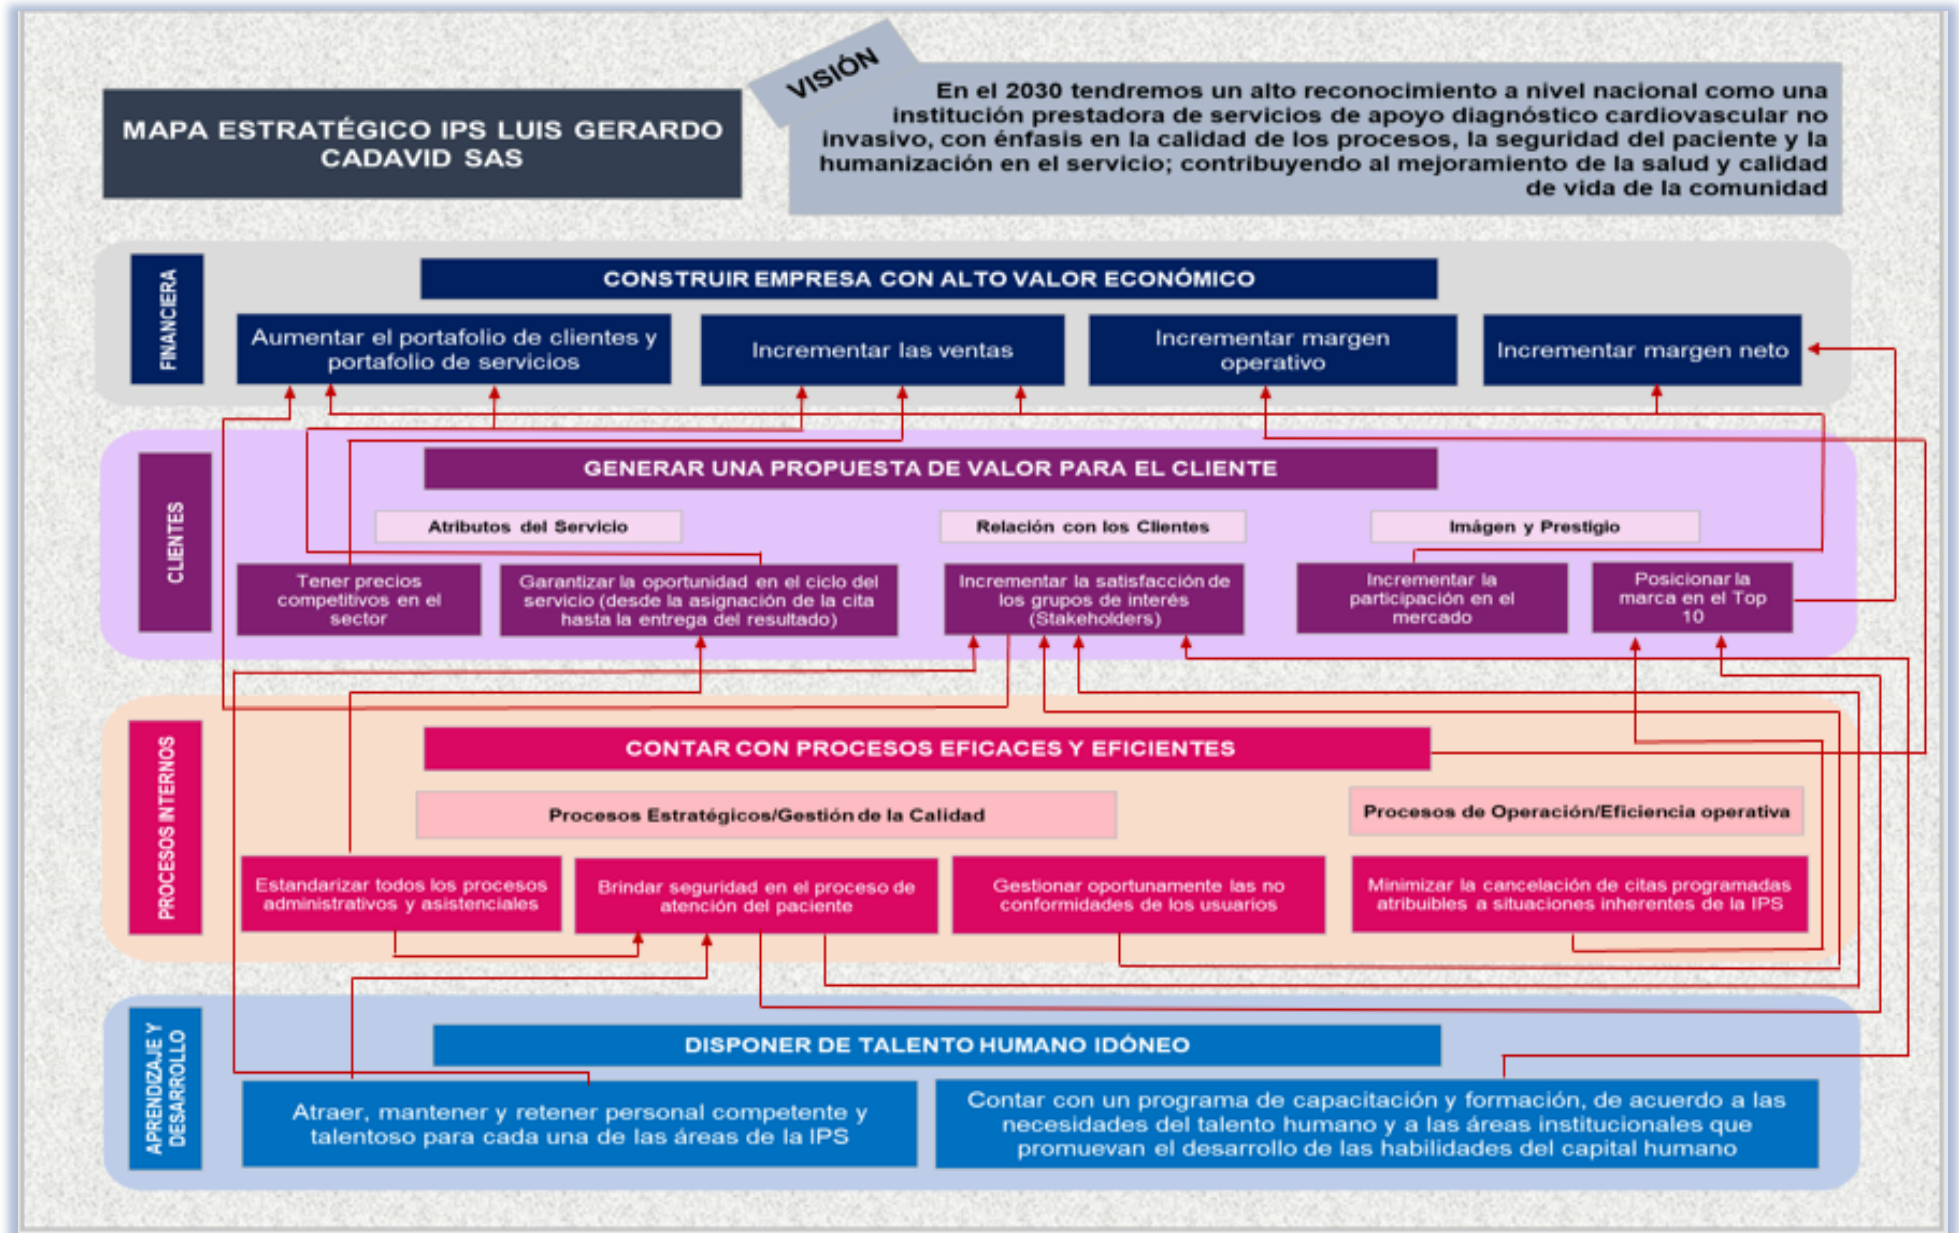 MAPA ESTRATÉGICO IPS LUIS GERARDO
CADAVID SAS
VISIÓN
En el 2030 tendremos un alto reconocimiento a nivel nacional como una
institución prestadora de servicios de apoyo diagnóstico cardiovascular no
invasivo, con énfasis en la calidad de los procesos, la seguridad del paciente y la
humanización en el servicio; contribuyendo al mejoramiento de la salud y calidad
de vida de la comunidad
FINANCIERA
CONSTRUIR EMPRESA CON ALTO VALOR ECONÓMICO
Aumentar el portafolio de clientes y
portafolio de servicios
Incrementar las ventas
Incrementar margen
operativo
Incrementar margen neto
CLIENTES
GENERAR UNA PROPUESTA DE VALOR PARA EL CLIENTE
Atributos del Servicio
Relación con los Clientes
Imágen y Prestigio
Tener precios
competitivos en el
sector
Garantizar la oportunidad en el ciclo del
servicio (desde la asignación de la cita
hasta la entrega del resultado)
Incrementar la satisfacción de
los grupos de interés
(Stakeholders)
Incrementar la
participación en el
mercado
Posicionar la
marca en el Top
10
PROCESOS INTERNOS
CONTAR CON PROCESOS EFICACES Y EFICIENTES
Procesos Estratégicos/Gestión de la Calidad
Procesos de Operación/Eficiencia operativa
Estandarizar todos los procesos
administrativos y asistenciales
Brindar seguridad en el proceso de
atención del paciente
Gestionar oportunamente las no
conformidades de los usuarios
Minimizar la cancelación de citas programadas
atribuibles a situaciones inherentes de la IPS
APRENDIZAJE Y
DESARROLLO
DISPONER DE TALENTO HUMANO IDÓNEO
Atraer, mantener y retener personal competente y
talentoso para cada una de las áreas de la IPS
Contar con un programa de capacitación y formación, de acuerdo a las
necesidades del talento humano y a las áreas institucionales que
promuevan el desarrollo de las habilidades del capital humano